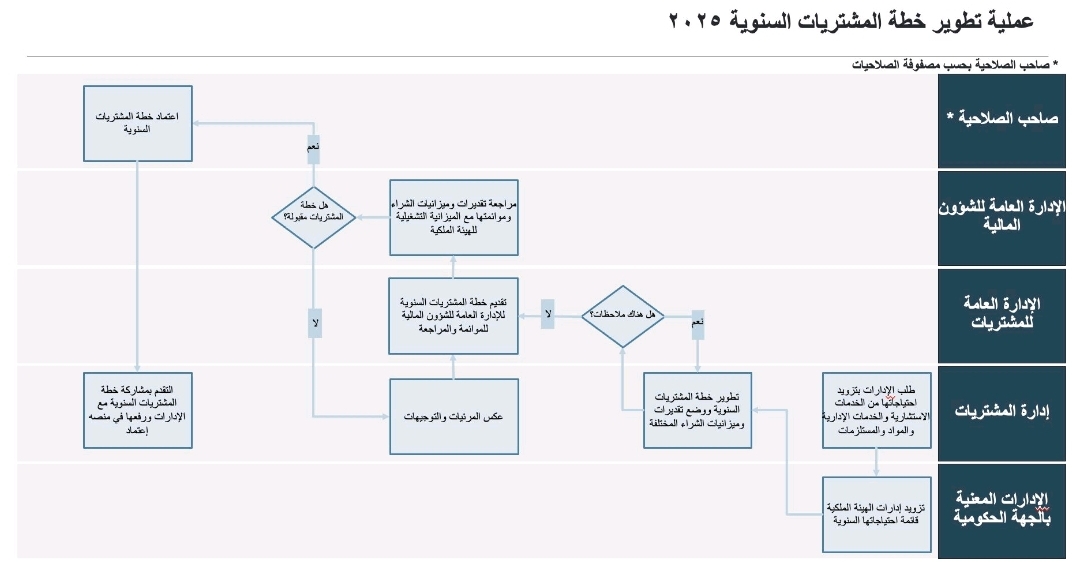 عملية تطوير خطة المشتريات السنوية ٢٠٢٥
* صاحب الصلاحية بحسب مصفوفة الصلاحيات
صاحب الصلاحية *
اعتماد خطة المشتريات
السنوية
نعم
الإدارة العامة للشؤون
المالية
مراجعة تقديرات وميزانيات الشراء
وموائمتها مع الميزانية التشغيلية
للهيئة الملكية
هل خطة
المشتريات مقبولة؟
لا
الإدارة العامة
للمشتريات
هل هناك ملاحظات؟
نعم
لا
تقديم خطة المشتريات السنوية
للإدارة العامة للشؤون المالية
للموائمة والمراجعة
إدارة المشتريات
طلب الإدارات بتزويد
احتياجاتها من الخدمات
الاستشارية والخدمات الإدارية
والمواد والمستلزمات
تطوير خطة المشتريات
السنوية ووضع تقديرات
وميزانيات الشراء المختلفة
عكس المرئيات والتوجيهات
التقدم بمشاركة خطة
المشتريات السنوية مع
الإدارات ورفعها في منصه
إعتماد
الإدارات المعنية
بالجهة الحكومية
تزويد إدارات الهيئة الملكية
قائمة احتياجاتها السنوية